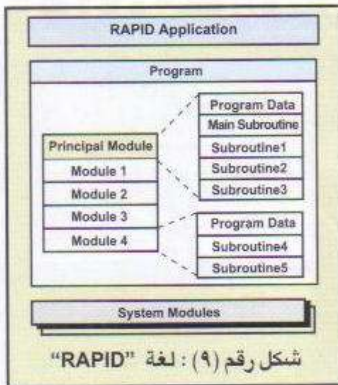 RAPID Application
Program
Program Data
Main Subroutine
Subroutine1
Subroutine2
Subroutine3
Principal Module
Module 1
Module 2
Module 3
Module 4
Program Data
Subroutine4
Subroutine5
System Modules
شكل رقم (٩) : لغة "RAPID"